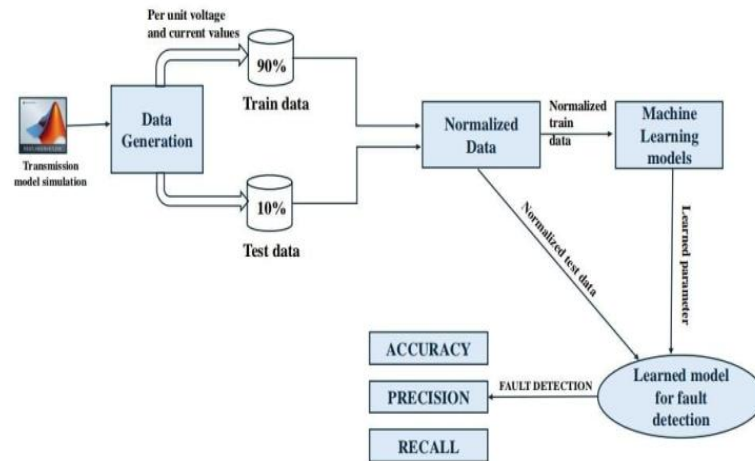 Per unit voltage
and current values
90%
Train data
Data
Generation
Transmission
model simulation
10%
Test data
Normalized
Data
Normalized
train
data
Machine
Learning
models
Learned parameter
Normalized test data
Learned model
for fault
detection
FAULT DETECTION
ACCURACY
PRECISION
RECALL